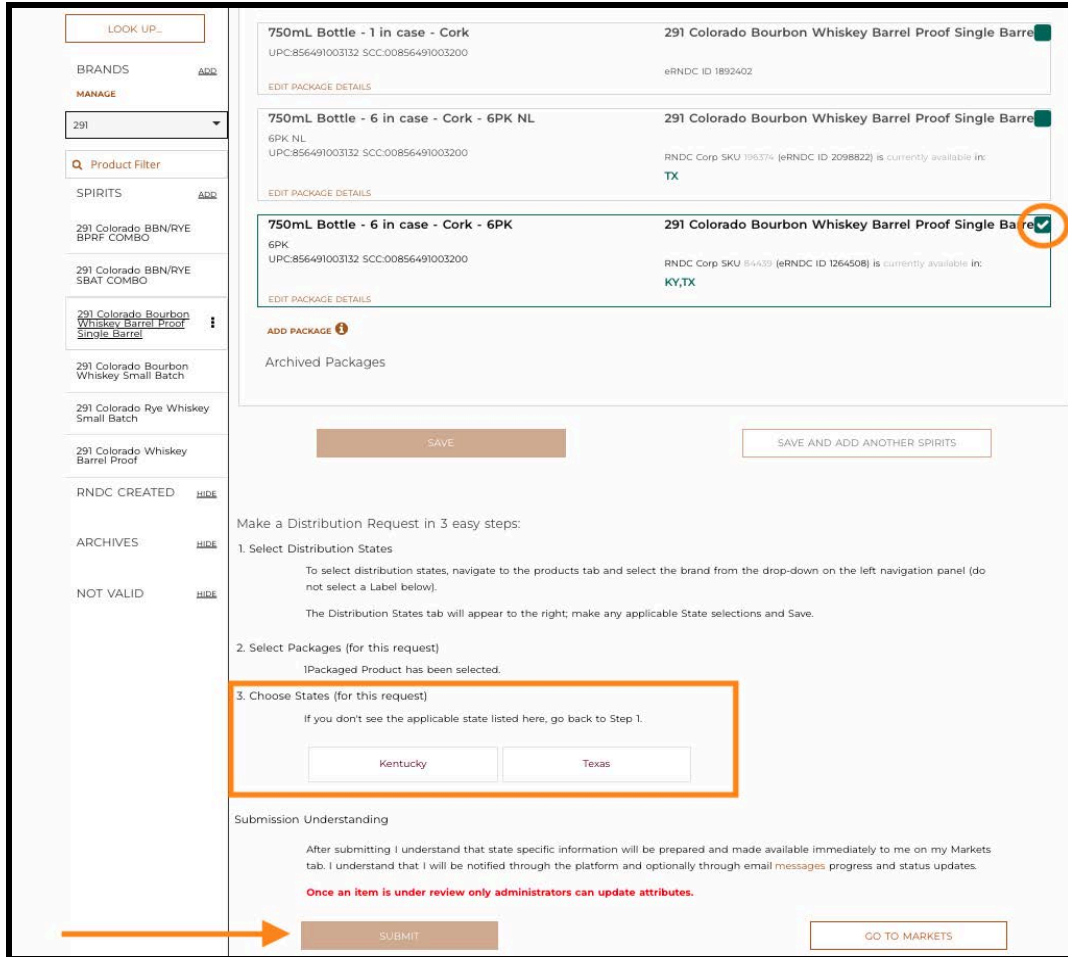 LOOK UP...
BRANDS ADD
MANAGE
291
Product Filter
SPIRITS ADD
291 Colorado BBN/RYE
BPRF COMBO
291 Colorado BBN/RYE
SBAT COMBO
291 Colorado Bourbon
Whiskey Barrel Proof
Single Barrel
291 Colorado Bourbon
Whiskey Small Batch
291 Colorado Rye Whiskey
Small Batch
291 Colorado Whiskey
Barrel Proof
RNDC CREATED HIDE
ARCHIVES HIDE
NOT VALID HIDE
750mL Bottle - 1 in case - Cork
291 Colorado Bourbon Whiskey Barrel Proof Single Barre
UPC:856491003132 SCC:00856491003200
eRNDC ID 1892402
EDIT PACKAGE DETAILS
750mL Bottle - 6 in case - Cork - 6PK NL
291 Colorado Bourbon Whiskey Barrel Proof Single Barre
6PK NL
UPC:856491003132 SCC:00856491003200
RNDC Corp SKU 196374 (eRNDC ID 2098822) is currently available in:
TX
EDIT PACKAGE DETAILS
750mL Bottle - 6 in case - Cork - 6PK
291 Colorado Bourbon Whiskey Barrel Proof Single Barre
6PK
UPC:856491003132 SCC:00856491003200
RNDC Corp SKU 84439 (eRNDC ID 1264508) is currently available in:
KY,TX
EDIT PACKAGE DETAILS
ADD PACKAGE
Archived Packages
SAVE
SAVE AND ADD ANOTHER SPIRITS
Make a Distribution Request in 3 easy steps:
1. Select Distribution States
To select distribution states, navigate to the products tab and select the brand from the drop-down on the left navigation panel (do
not select a Label below).
The Distribution States tab will appear to the right; make any applicable State selections and Save.
2. Select Packages (for this request)
1Packaged Product has been selected.
3. Choose States (for this request)
If you don't see the applicable state listed here, go back to Step 1.
Kentucky
Texas
Submission Understanding
After submitting I understand that state specific information will be prepared and made available immediately to me on my Markets
tab. I understand that I will be notified through the platform and optionally through email messages progress and status updates.
Once an item is under review only administrators can update attributes.
SUBMIT
GO TO MARKETS